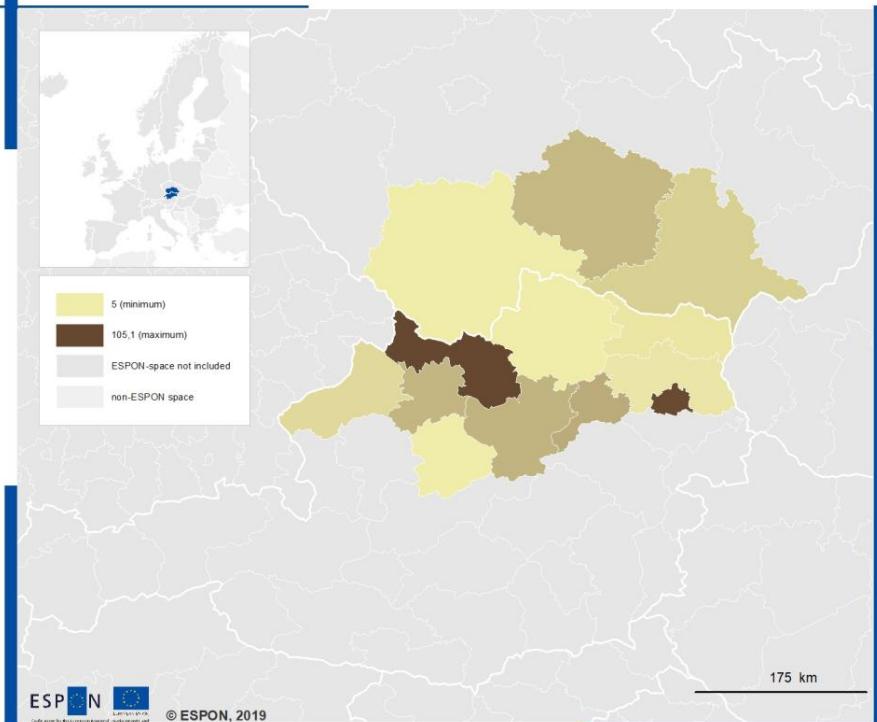 5 (minimum)
105,1 (maximum)
ESPON-space not included
non-ESPON space
175 km
ESPON
© ESPON, 2019